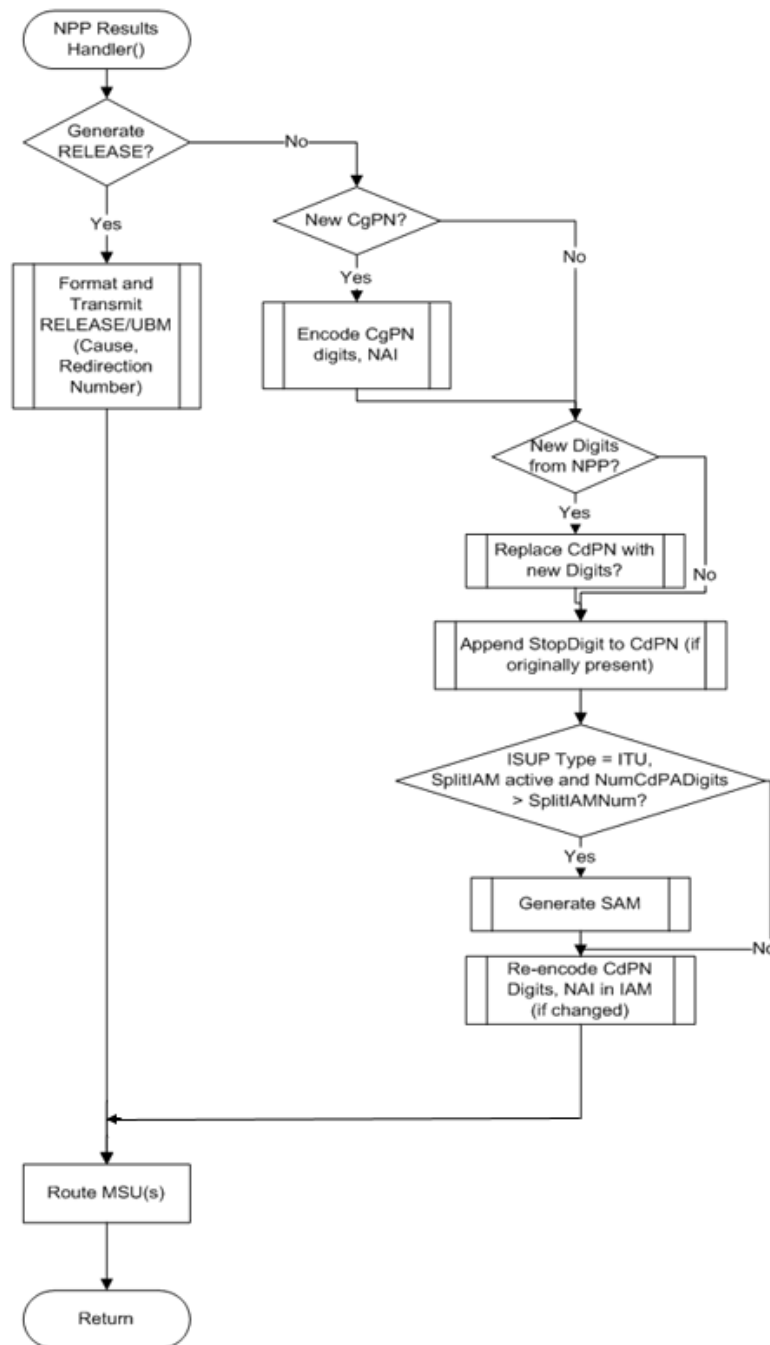 NPP Results
Handler()
Generate
RELEASE?
No
Yes
New CgPN?
No
Yes
Format and
Transmit
RELEASE/UBM
(Cause,
Redirection
Number)
Encode CgPN
digits, NAI
New Digits
from NPP?
Yes
Replace CdPN with
new Digits?
No
Append StopDigit to CdPN (if
originally present)
ISUP Type = ITU,
SplitIAM active and NumCdPADigits
> SplitIAMNum?
Yes
Generate SAM
No
Re-encode CdPN
Digits, NAI in IAM
(if changed)
Route MSU(s)
Return